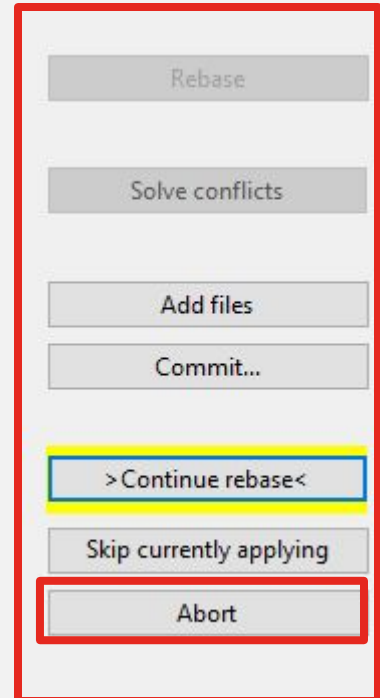 Rebase
Solve conflicts
Add files
Commit...
>Continue rebase<
Skip currently applying
Abort